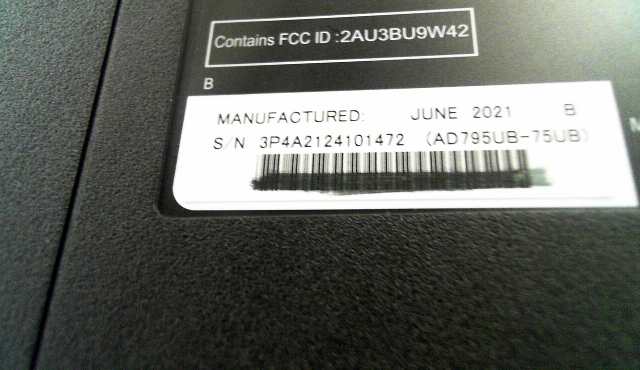 Contains FCC ID :2AU3BU9W42
B
MANUFACTURED: JUNE 2021 B
S/N 3P4A2124101472 (AD795UB-75UB)